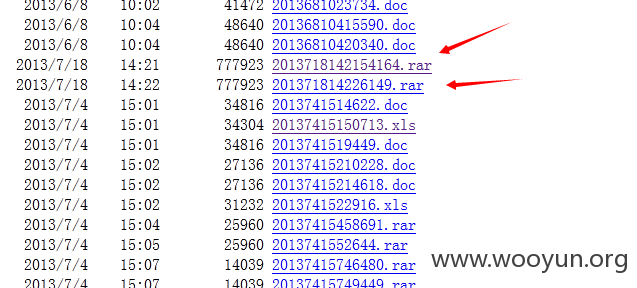 2013/6/8 10:02 41472 2013681023734.doc
2013/6/8 10:04 48640 20136810415590.doc
2013/6/8 10:04 48640 20136810420340.doc
2013/7/18 14:21 777923 2013718142154164.rar
2013/7/18 14:22 777923 201371814226149.rar
2013/7/4 15:01 34816 2013741514622.doc
2013/7/4 15:01 34304 20137415150713.xls
2013/7/4 15:01 34816 2013741519449.doc
2013/7/4 15:02 27136 20137415210228.doc
2013/7/4 15:02 27136 20137415214618.doc
2013/7/4 15:02 31232 2013741522916.xls
2013/7/4 15:04 25960 20137415458691.rar
2013/7/4 15:05 25960 2013741552644.rar
2013/7/4 15:07 14039 20137415746480.rar
2013/7/4 15:07 14039 20137415749449.rar
www.wooyun.org